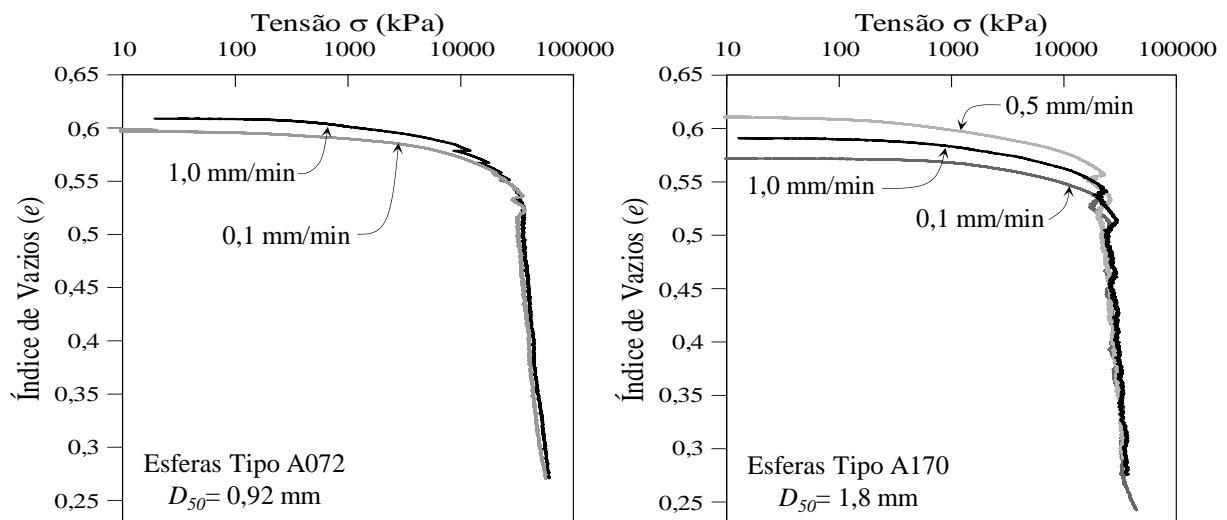 Tensão σ (kPa)
10 100 1000 10000 100000
0,65
0,6
0,55
0,5
0,45
0,4
0,35
0,3
0,25
Índice de Vazios (e)
1,0 mm/min
0,1 mm/min
Esferas Tipo A072
D50= 0,92 mm
Tensão σ (kPa)
10 100 1000 10000 100000
0,65
0,6
0,55
0,5
0,45
0,4
0,35
0,3
0,25
Índice de Vazios (e)
0,5 mm/min
1,0 mm/min
0,1 mm/min
Esferas Tipo A170
D50= 1,8 mm